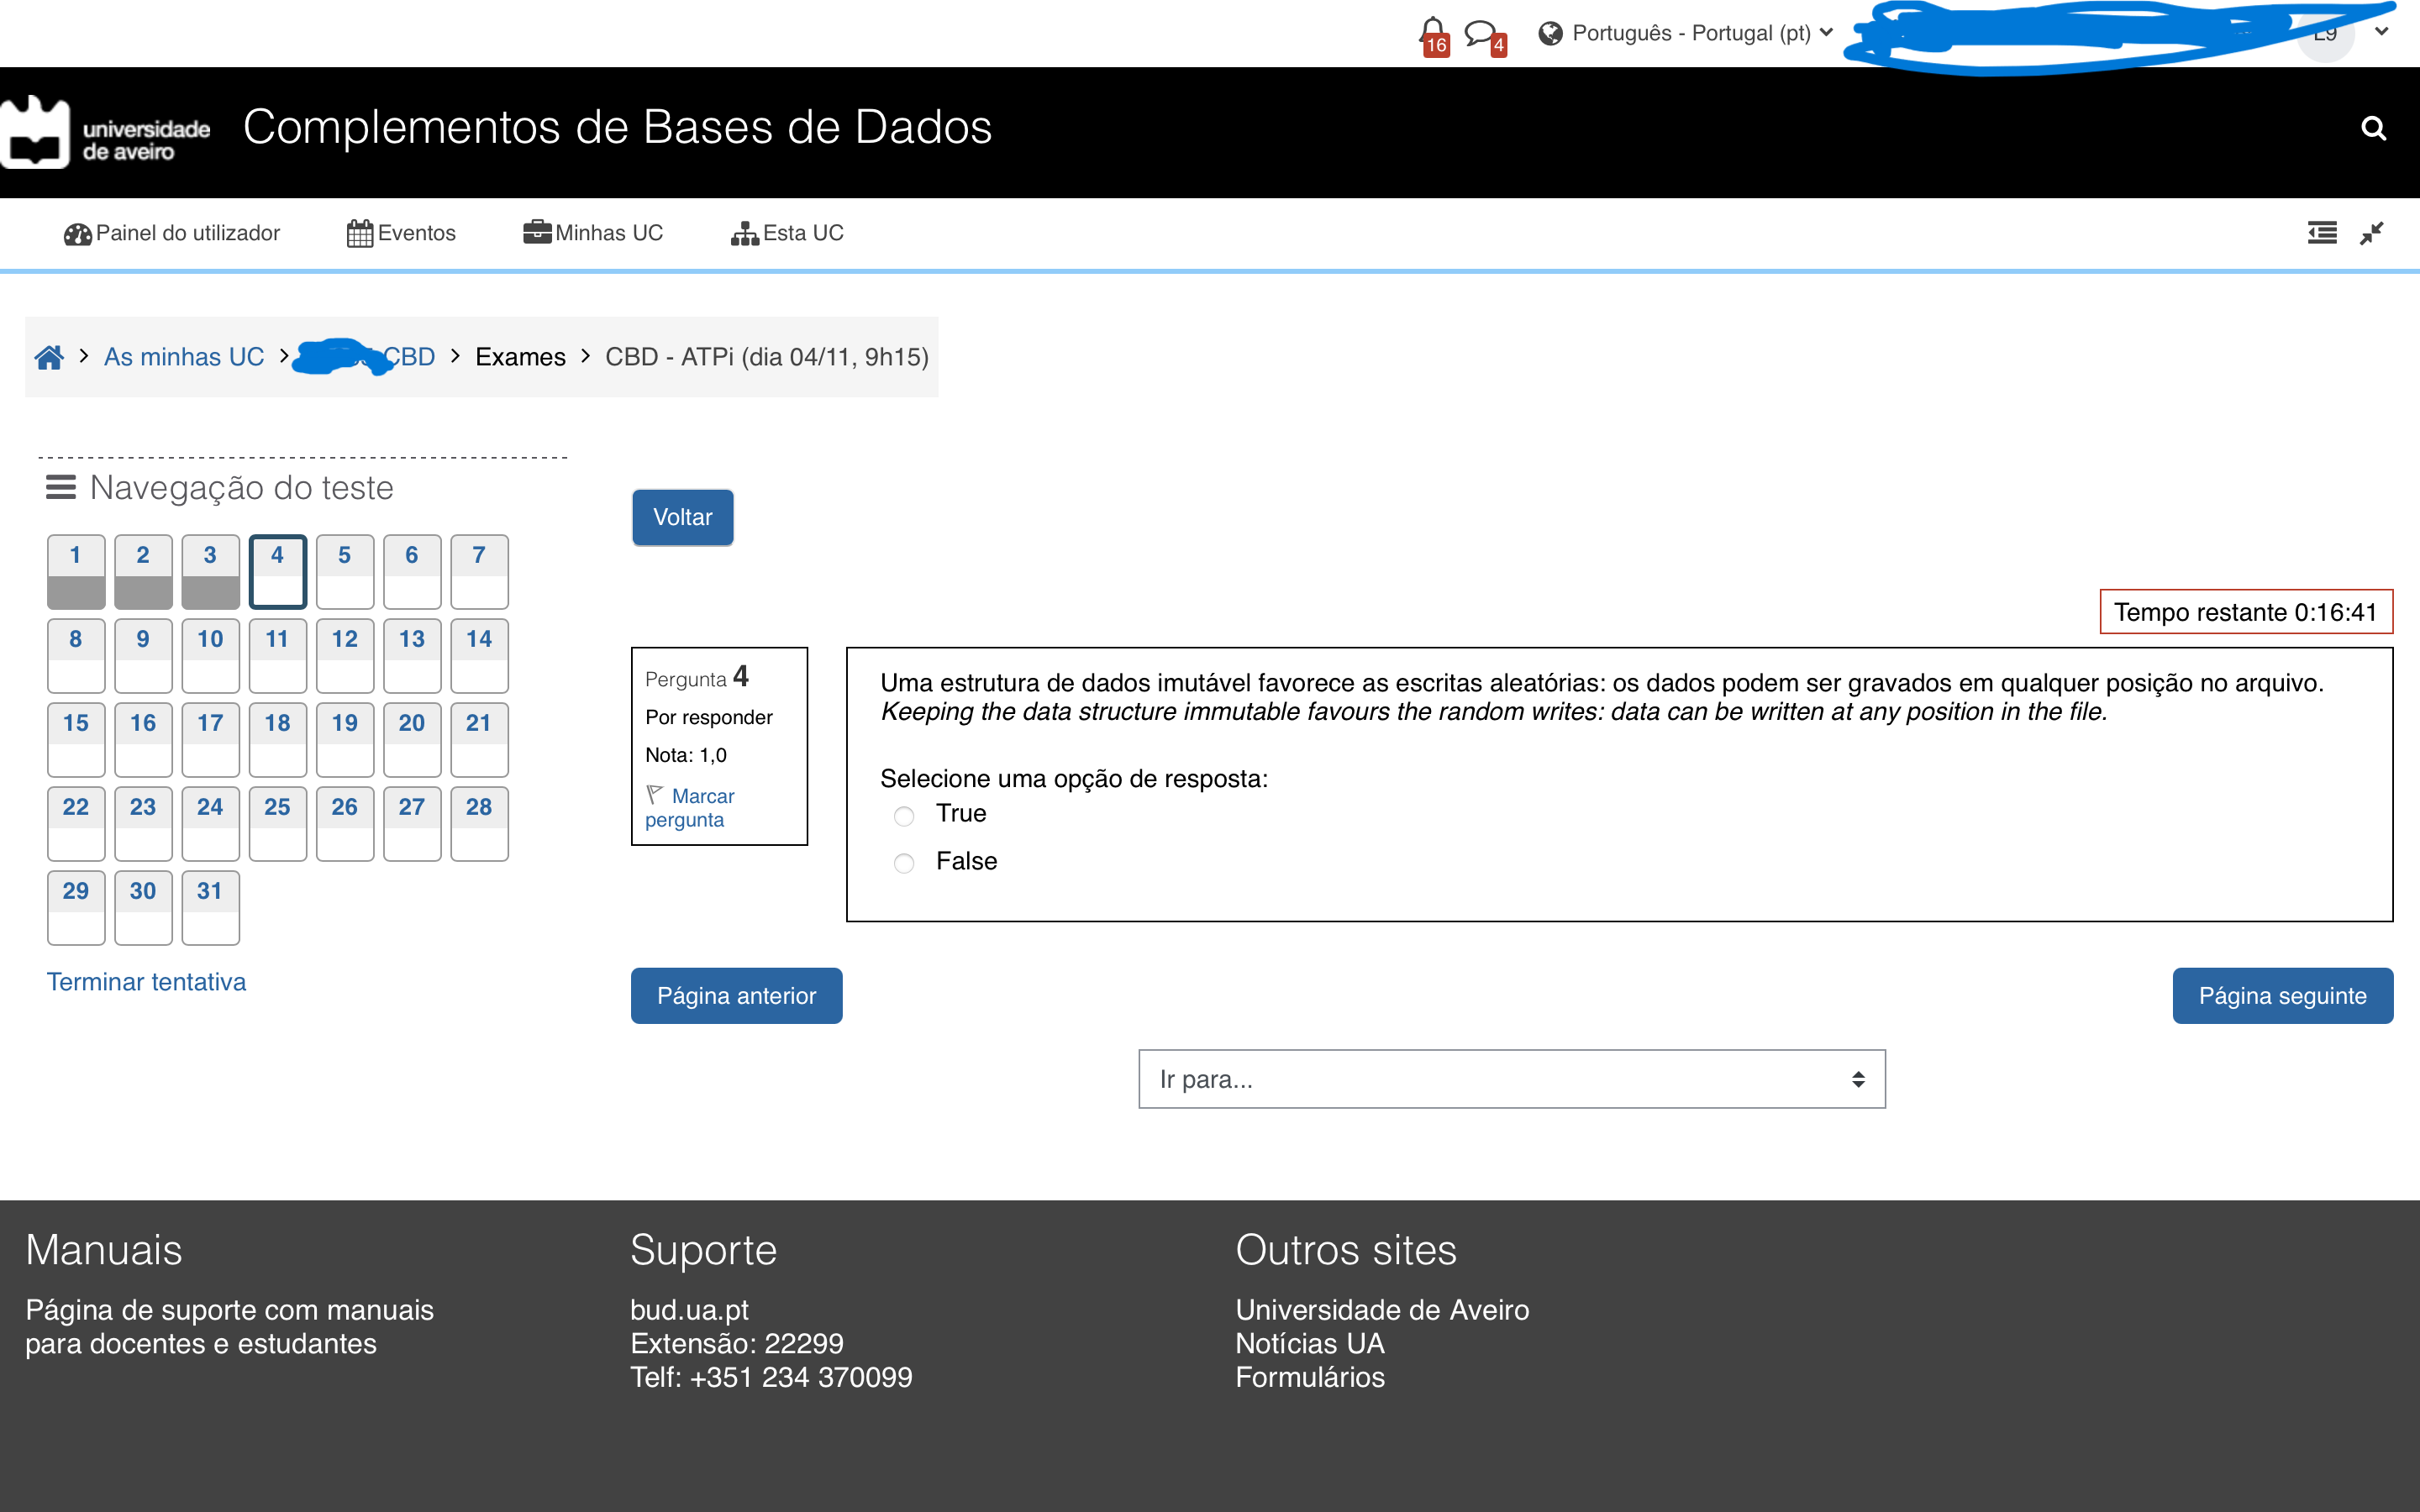 16
4
Português - Portugal (pt)
universidade
de aveiro
Complementos de Bases de Dados
Painel do utilizador
Eventos
Minhas UC
Esta UC
As minhas UC > CBD > Exames > CBD - ATPi (dia 04/11, 9h15)
Navegação do teste
1 2 3 4 5 6 7
8 9 10 11 12 13 14
15 16 17 18 19 20 21
22 23 24 25 26 27 28
29 30 31
Terminar tentativa
Voltar
Tempo restante 0:16:41
Pergunta 4
Por responder
Nota: 1,0
Marcar
pergunta
Uma estrutura de dados imutável favorece as escritas aleatórias: os dados podem ser gravados em qualquer posição no arquivo.
Keeping the data structure immutable favours the random writes: data can be written at any position in the file.
Selecione uma opção de resposta:
True
False
Página anterior
Página seguinte
Ir para...
Manuais
Página de suporte com manuais
para docentes e estudantes
Suporte
bud.ua.pt
Extensão: 22299
Telf: +351 234 370099
Outros sites
Universidade de Aveiro
Notícias UA
Formulários